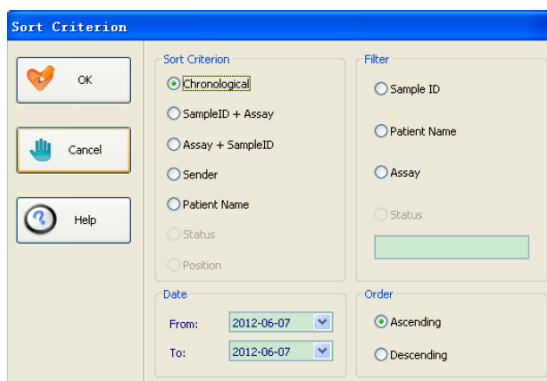 Sort Criterion
OK
Cancel
Help
Sort Criterion
Chronological
SampleID + Assay
Assay + SampleID
Sender
Patient Name
Status
Position
Filter
Sample ID
Patient Name
Assay
Status
Date
From: 2012-06-07
To: 2012-06-07
Order
Ascending
Descending